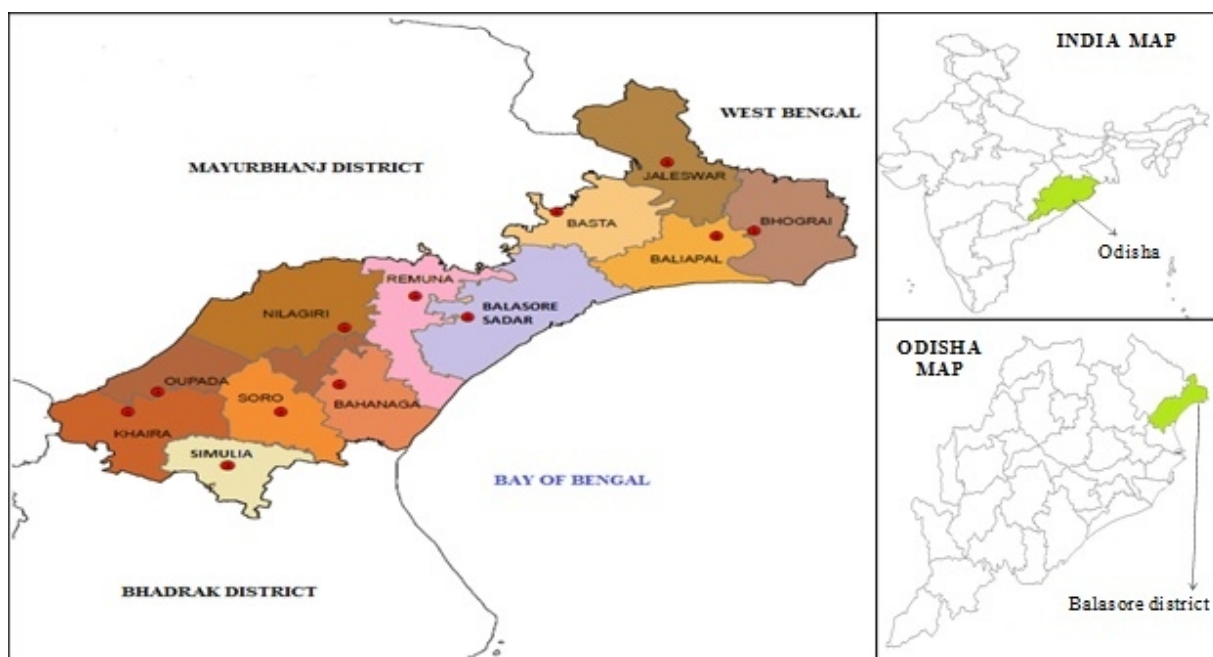 WEST BENGAL
MAYURBHANJ DISTRICT
JALESWAR
BASTA
BHOGRAI
BALIAPAL
REMUNA
BALASORE
SADAR
NILAGIRI
OUPADA
SORO
BAHANAGA
KHAIRA
SIMULIA
BAY OF BENGAL
BHADRAK DISTRICT
INDIA MAP
Odisha
ODISHA
MAP
Balasore district